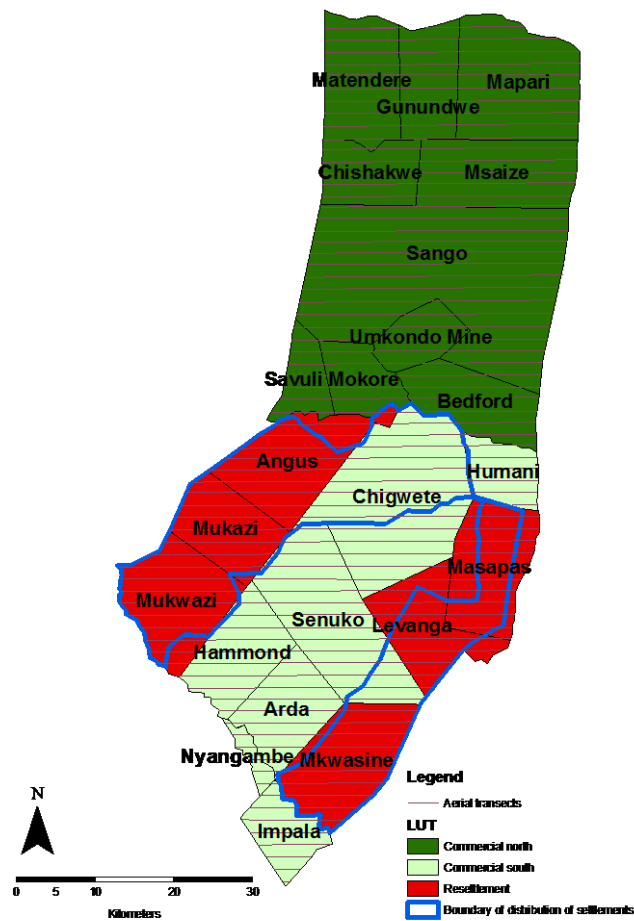 Matendere
Mapari
Gunundwe
Chishakwe
Msaize
Sango
Umkondo Mine
Savuli Mokore
Bedford
Angus
Humani
Chigwete
Mukazi
Masapas
Mukwazi
Senuko
Levanga
Hammond
Arda
Nyangambe
Mkwasine
Impala
N
0 5 10 20 30
Kilometers
Legend
Aerial transects
LUT
Commercial north
Commercial south
Resettlement
Boundary of distribution of settlements